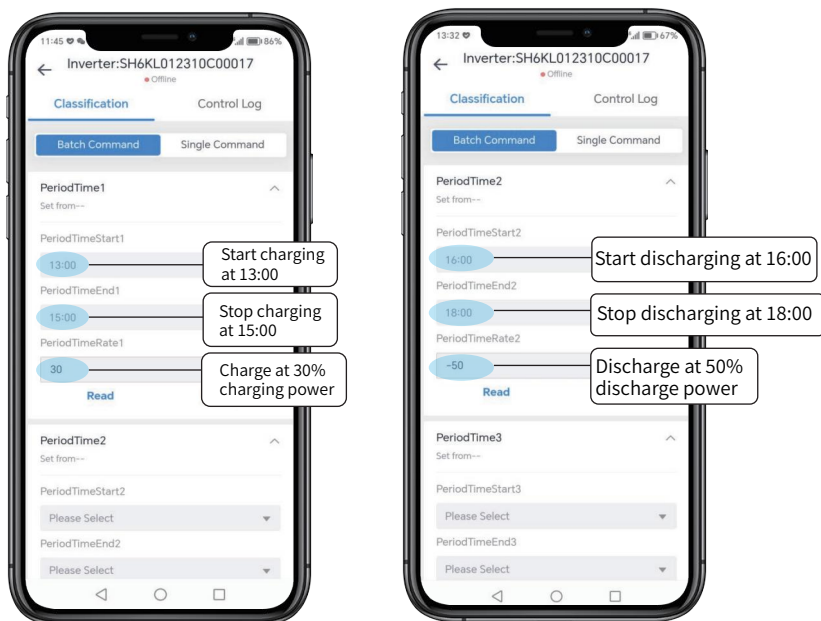 11:45
86%
Inverter:SH6KL012310C00017
Offline
Classification
Control Log
Batch Command
Single Command
PeriodTime1
Set from--
PeriodTimeStart1
13:00
Start charging
at 13:00
PeriodTimeEnd1
15:00
Stop charging
at 15:00
PeriodTimeRate1
30
Charge at 30%
charging power
Read
PeriodTime2
Set from--
PeriodTimeStart2
Please Select
PeriodTimeEnd2
Please Select
13:32
67%
Inverter:SH6KL012310C00017
Offline
Classification
Control Log
Batch Command
Single Command
PeriodTime2
Set from--
PeriodTimeStart2
16:00
Start discharging at 16:00
PeriodTimeEnd2
18:00
Stop discharging at 18:00
PeriodTimeRate2
-50
Discharge at 50%
discharge power
Read
PeriodTime3
Set from--
PeriodTimeStart3
Please Select
PeriodTimeEnd3
Please Select